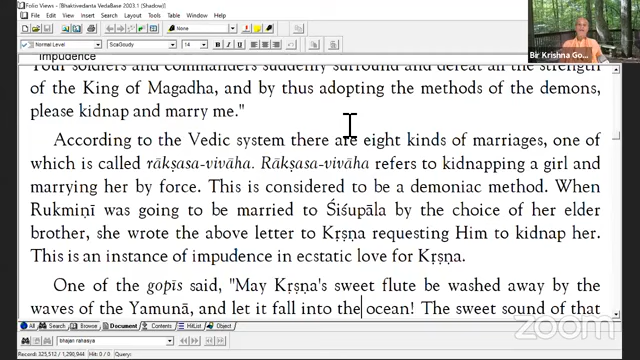 Folio Views - [Bhaktivedanta VedaBase 2003.1 (Shadow)]
File Edit View Search Insert Layout Tools Window Help
<None>
Normal Level
ScaGoudy
14
B I U
impudence
Your soldiers and commanders surely surround and defeat all the strength
of the King of Magadha, and by thus adopting the methods of the demons,
please kidnap and marry me."
According to the Vedic system there are eight kinds of marriages, one of
which is called rākṣasa-vivāha. Rākṣasa-vivāha refers to kidnapping a girl and
marrying her by force. This is considered to be a demoniac method. When
Rukmiṇī was going to be married to Śiśupāla by the choice of her elder
brother, she wrote the above letter to Kṛṣṇa requesting Him to kidnap her.
This is an instance of impudence in ecstatic love for Kṛṣṇa.
One of the gopīs said, "May Kṛṣṇa's sweet flute be washed away by the
waves of the Yamunā, and let it fall into the ocean! The sweet sound of that
All Search Browse Document Contents HitList Object
bhajan rahasya
Record: 325,512 / 1,298,944 Hit: 0 / 0
Bir Krishna Go...
zoom